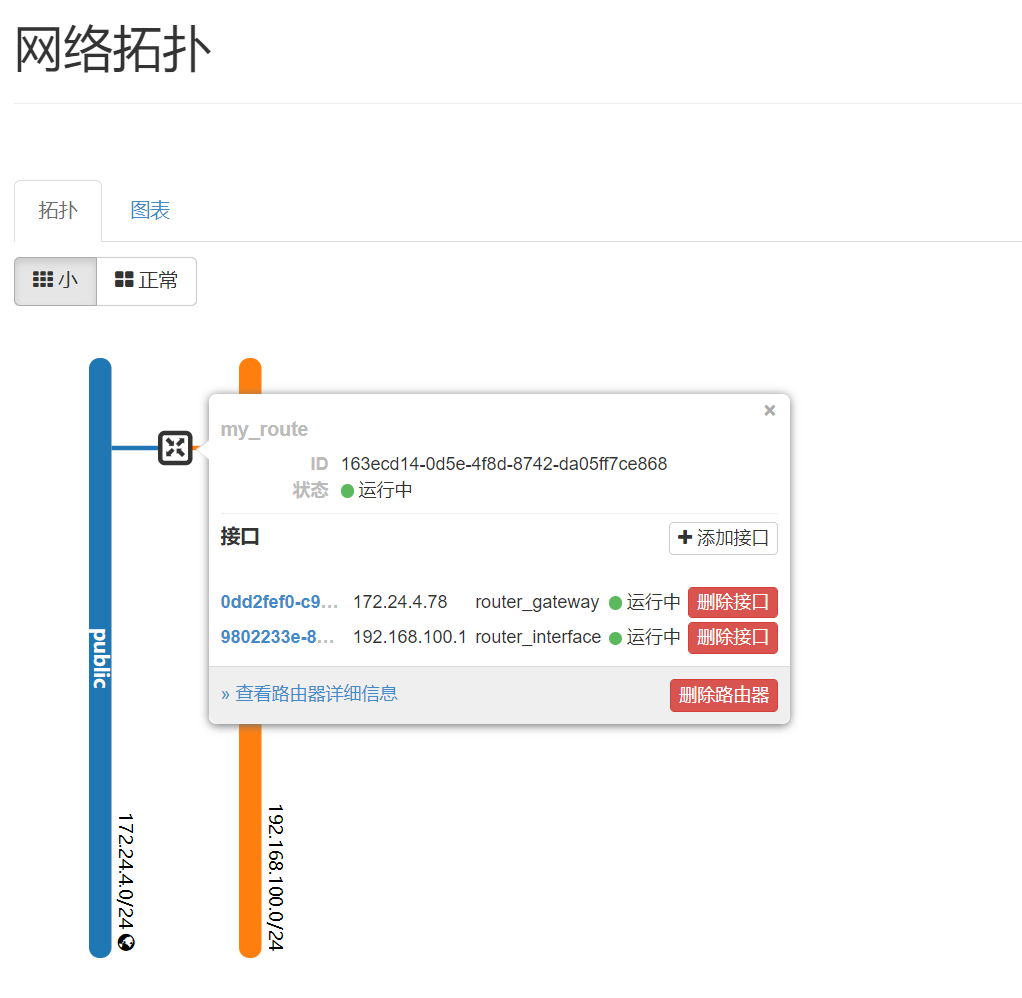 网络拓扑
拓扑 图表
小 正常
×
my_route
ID 163ecd14-0d5e-4f8d-8742-da05ff7ce868
状态 运行中
接口 添加接口
0dd2fef0-c9... 172.24.4.78 router_gateway 运行中 删除接口
9802233e-8... 192.168.100.1 router_interface 运行中 删除接口
» 查看路由器详细信息 删除路由器
public
172.24.4.0/24
192.168.100.0/24